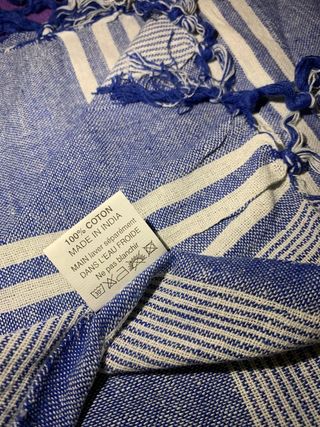 100% COTON
MADE IN INDIA
MAIN laver séparément
DANS L'EAU FROIDE
Ne pas blanchir